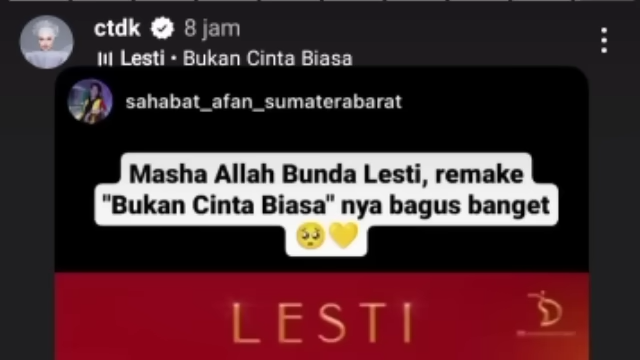 ctdk 8 jam
Lesti • Bukan Cinta Biasa
sahabat_afan_sumaterabarat
Masha Allah Bunda Lesti, remake
"Bukan Cinta Biasa" nya bagus banget
🥺💛
LESTI